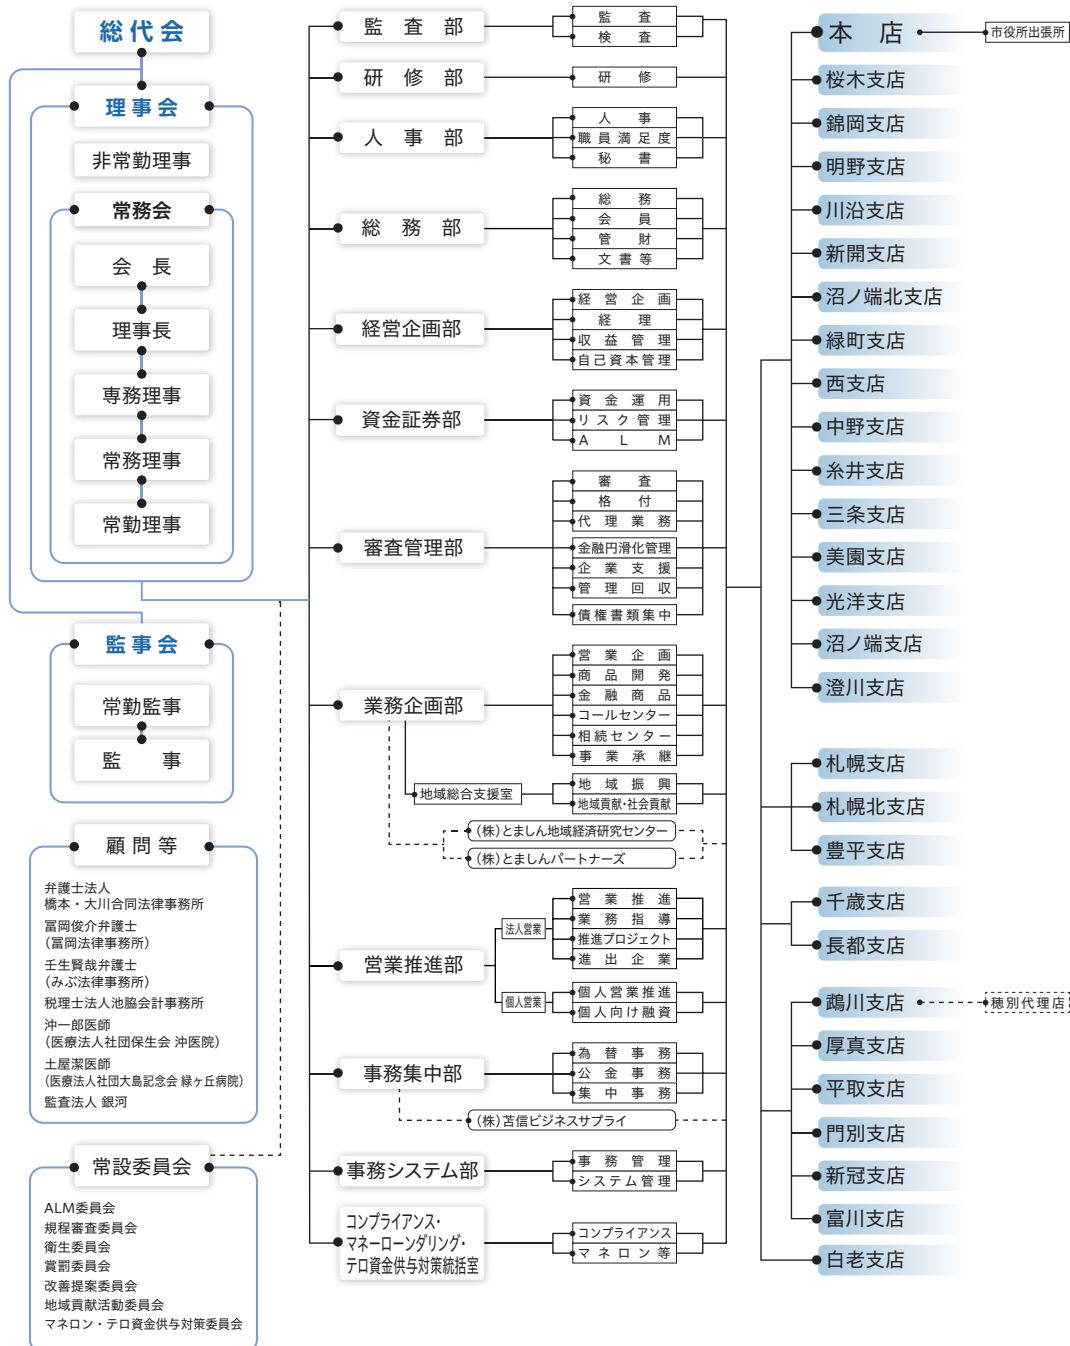 総代会
理事会
非常勤理事
常務会
会 長
理事長
専務理事
常務理事
常勤理事
監事会
常勤監事
監 事
顧問等
弁護士法人
橋本・大川合同法律事務所
冨岡俊介弁護士
(冨岡法律事務所)
壬生賢哉弁護士
(みぶ法律事務所)
税理士法人池脇会計事務所
沖一郎医師
(医療法人社団保生会 沖医院)
土屋潔医師
(医療法人社団大島記念会 緑ヶ丘病院)
監査法人 銀河
常設委員会
ALM委員会
規程審査委員会
衛生委員会
賞罰委員会
改善提案委員会
地域貢献活動委員会
マネロン・テロ資金供与対策委員会
監査部
監査
検査
研修部
研修
人事部
人事
職員満足度
秘書
総務部
総務
会員
管財
文書等
経営企画部
経営企画
経理
収益管理
自己資本管理
資金証券部
資金運用
リスク管理
ALM
審査管理部
審査
格付
代理業務
金融円滑化管理
企業支援
管理回収
債権書類集中
業務企画部
営業企画
商品開発
金融商品
コールセンター
相続センター
事業承継
地域総合支援室
地域振興
地域貢献・社会貢献
(株)とましん地域経済研究センター
(株)とましんパートナーズ
営業推進部
法人営業
営業推進
業務指導
推進プロジェクト
進出企業
個人営業
個人営業推進
個人向け融資
事務集中部
為替事務
公金事務
集中事務
(株)苫信ビジネスサプライ
事務システム部
事務管理
システム管理
コンプライアンス・
マネーローンダリング・
テロ資金供与対策統括室
コンプライアンス
マネロン等
本 店
市役所出張所
桜木支店
錦岡支店
明野支店
川沿支店
新開支店
沼ノ端北支店
緑町支店
西支店
中野支店
糸井支店
三条支店
美園支店
光洋支店
沼ノ端支店
澄川支店
札幌支店
札幌北支店
豊平支店
千歳支店
長都支店
鵡川支店
穂別代理店
厚真支店
平取支店
門別支店
新冠支店
富川支店
白老支店